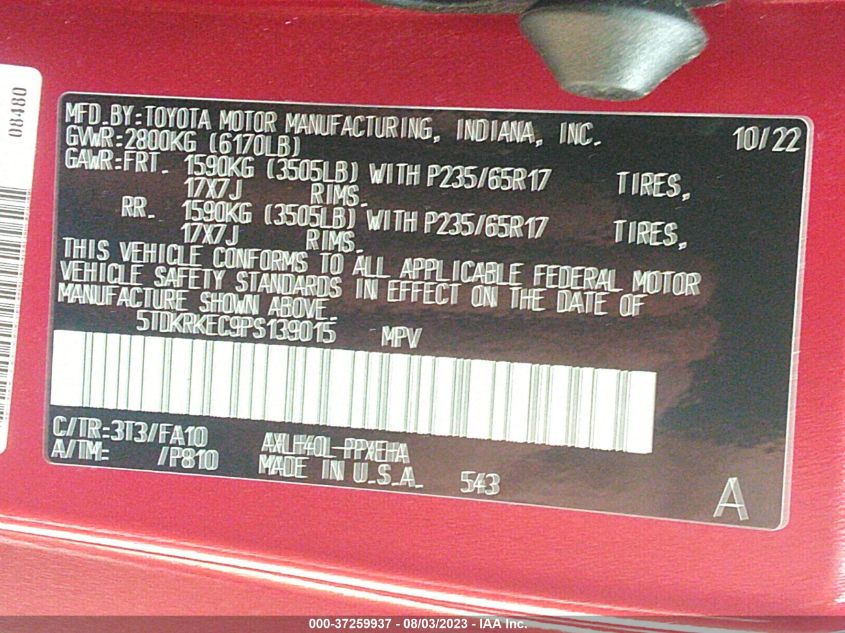 08480
MFD.BY:TOYOTA MOTOR MANUFACTURING, INDIANA, INC. 10/22
GVWR:2800KG (6170LB)
GAWR:FRT. 1590KG (3505LB) WITH P235/65R17 TIRES,
17X7J RIMS.
RR. 1590KG (3505LB) WITH P235/65R17 TIRES,
17X7J RIMS.
THIS VEHICLE CONFORMS TO ALL APPLICABLE FEDERAL MOTOR
VEHICLE SAFETY STANDARDS IN EFFECT ON THE DATE OF
MANUFACTURE SHOWN ABOVE.
5TDKRKEC9PS139015 MPV
C/TR:3T3/FA10 AXLH40L-PPXEHA
A/TM: /P810 MADE IN U.S.A. 543
A
000-37259937 - 08/03/2023 - IAA Inc.